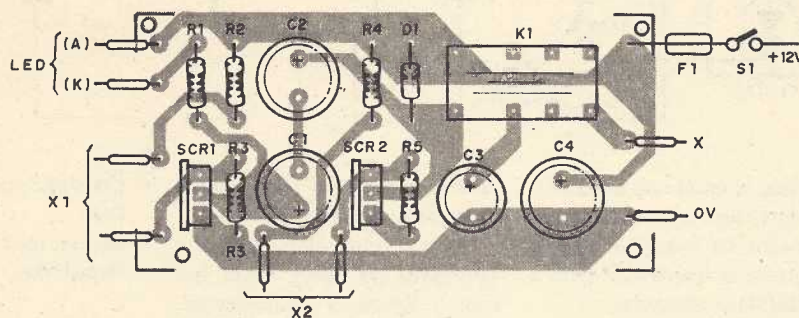 R1 R2 C2 R4 D1 K1
LED (A) (K)
F1 S1 +12V
X
SCR1 R3 C1 SCR2 R5 C3 C4
X1
0V
R3
X2